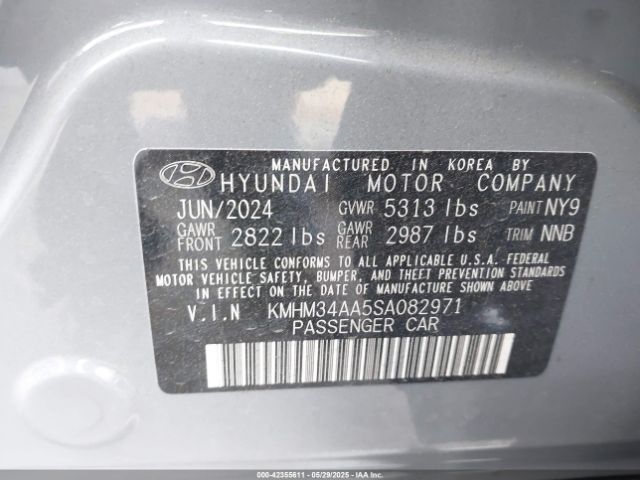 MANUFACTURED IN KOREA BY
HYUNDAI MOTOR COMPANY
JUN/2024 GVWR 5313 lbs PAINT NY9
GAWR FRONT 2822 lbs GAWR REAR 2987 lbs TRIM NNB
THIS VEHICLE CONFORMS TO ALL APPLICABLE U.S.A. FEDERAL
MOTOR VEHICLE SAFETY, BUMPER, AND THEFT PREVENTION STANDARDS
IN EFFECT ON THE DATE OF MANUFACTURE SHOWN ABOVE
V.I.N KMHM34AA5SA082971
PASSENGER CAR
000-42355611 - 05/29/2025 - IAA Inc.